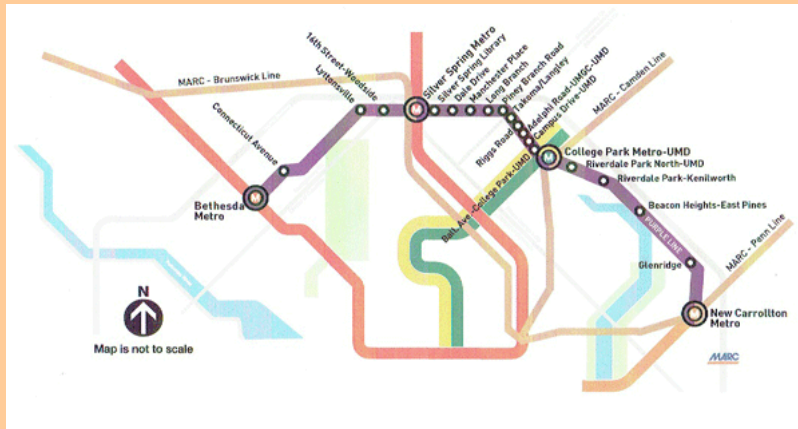 16th Street-Woodside
Lyttonsville
Connecticut Avenue
MARC - Brunswick Line
Silver Spring Metro
Silver Spring Library
Dale Drive
Manchester Place
Long Branch
Piney Branch Road
Takoma/Langley
Riggs Road
Adelphi Road-UMGC-UMD
Campus Drive-UMD
Balt. Ave-College Park-UMD
MARC - Camden Line
College Park Metro-UMD
Riverdale Park North-UMD
Riverdale Park-Kenilworth
Beacon Heights-East Pines
PURPLE LINE
Glenridge
MARC - Penn Line
New Carrollton
Metro
Bethesda
Metro
N
Map is not to scale
MARC
M
M
M
M